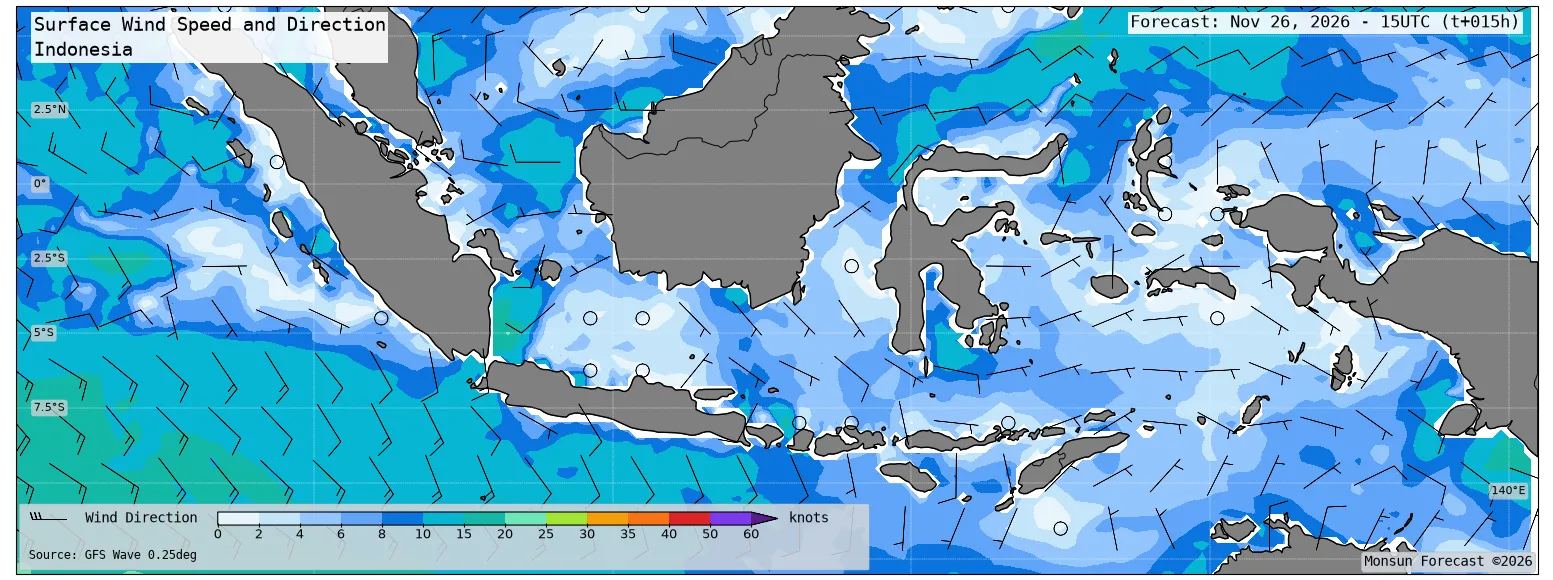 Surface Wind Speed and Direction
Indonesia
Forecast: Nov 26, 2026 - 15UTC (t+015h)
2.5°N
0°
2.5°S
5°S
7.5°S
140°E
Wind Direction
0 2 4 6 8 10 15 20 25 30 35 40 50 60
knots
Source: GFS Wave 0.25deg
Monsun Forecast ©2026